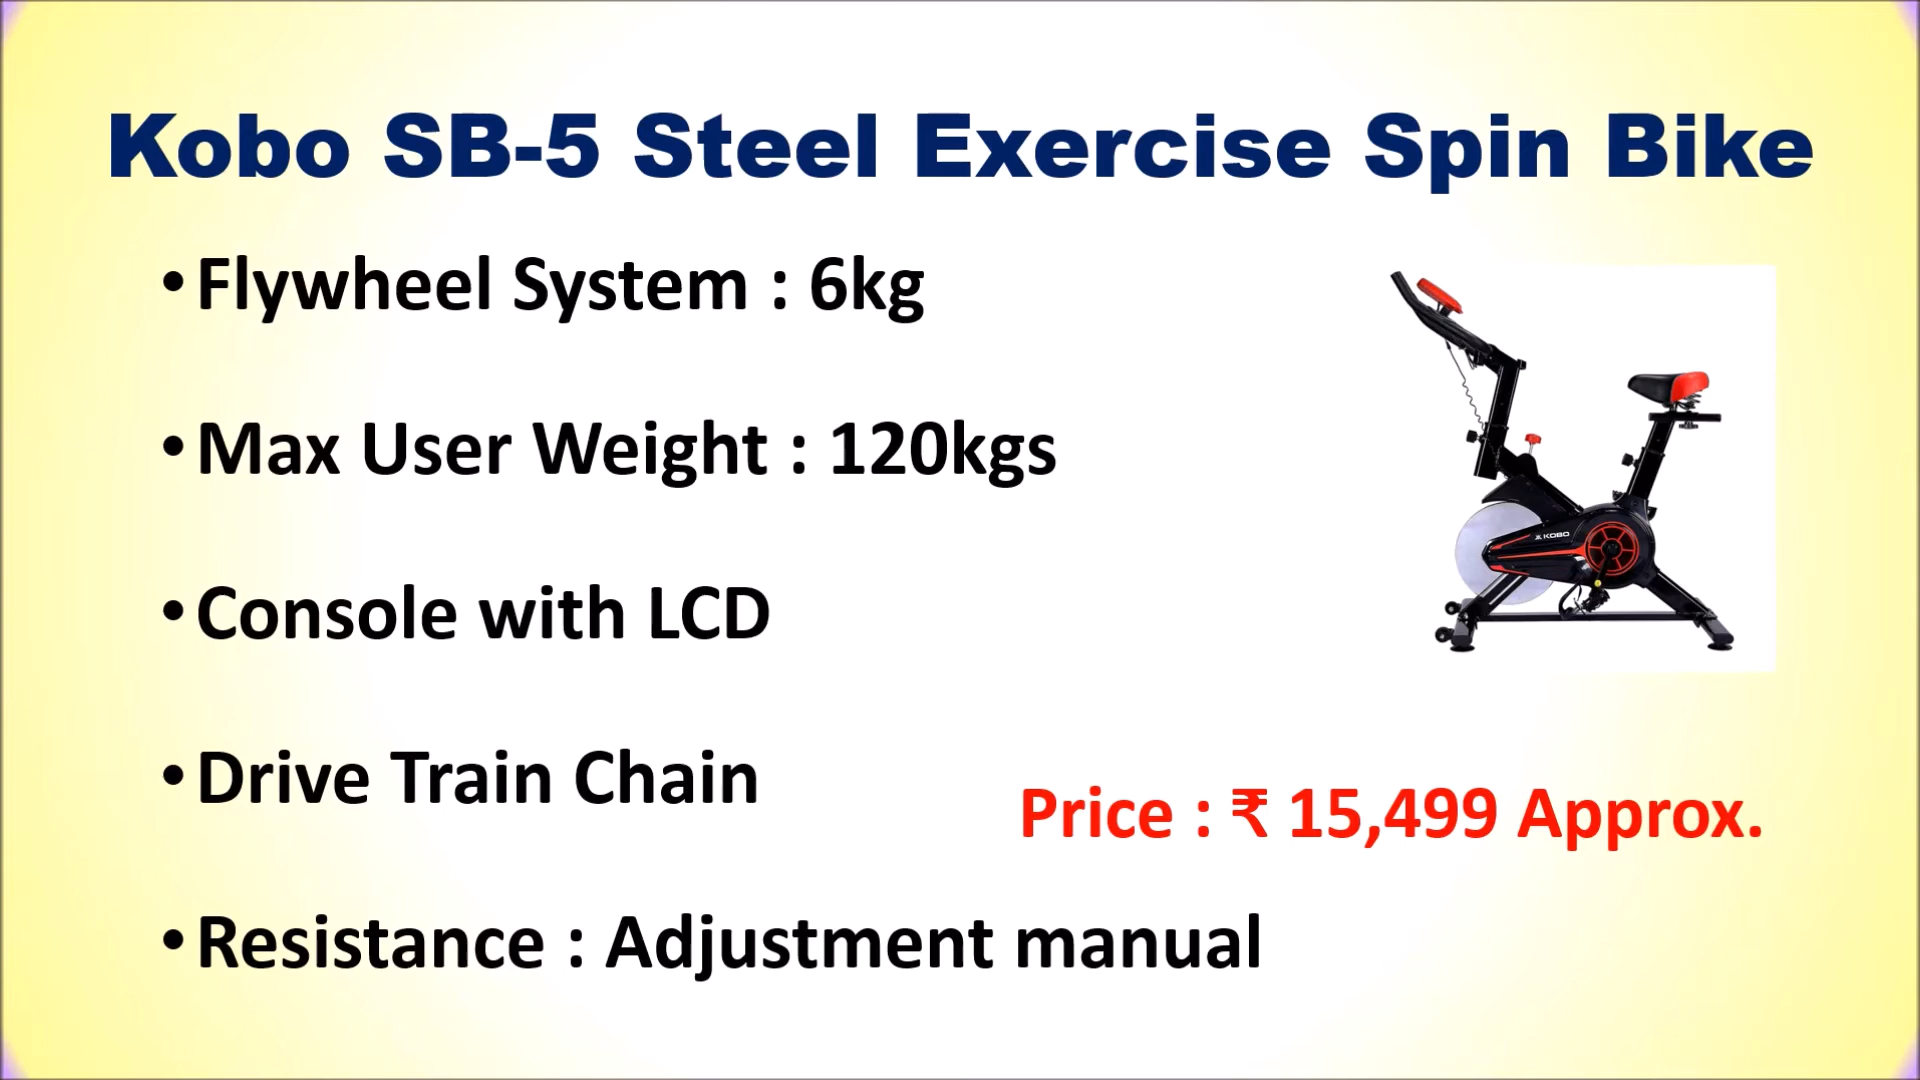 Kobo SB-5 Steel Exercise Spin Bike
•Flywheel System : 6kg
•Max User Weight : 120kgs
•Console with LCD
•Drive Train Chain
Price : ₹ 15,499 Approx.
•Resistance : Adjustment manual
KOBO